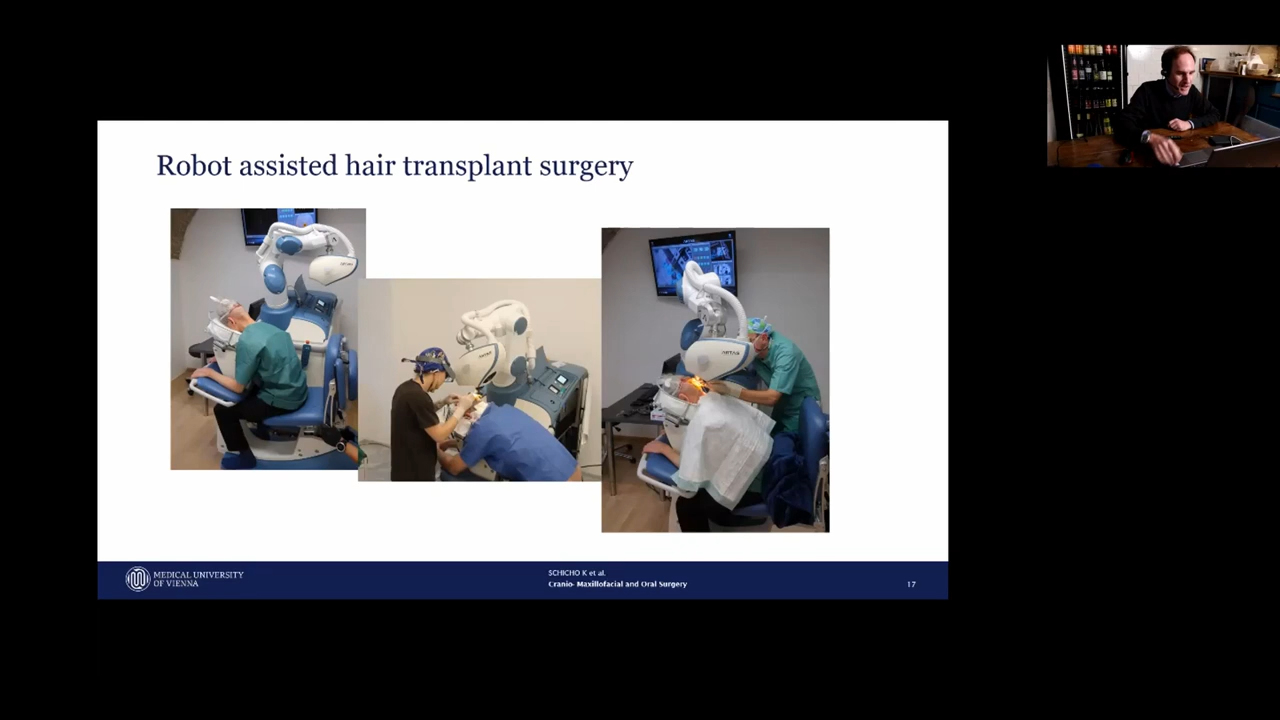 Robot assisted hair transplant surgery
MEDICAL UNIVERSITY
OF VIENNA
SCHICHO K et al.
Cranio- Maxillofacial and Oral Surgery
17